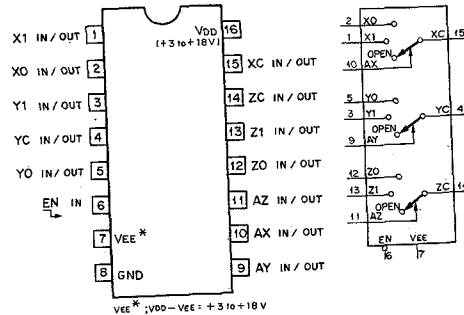 X1 IN/OUT 1
X0 IN/OUT 2
Y1 IN/OUT 3
YC IN/OUT 4
Y0 IN/OUT 5
EN IN 6
7 VEE*
8 GND
VDD 16
(+3 to +18V)
15 XC IN/OUT
14 ZC IN/OUT
13 Z1 IN/OUT
12 Z0 IN/OUT
11 AZ IN/OUT
10 AX IN/OUT
9 AY IN/OUT
VEE* ; VDD-VEE = +3 to +18V
2 X0
1 X1
XC 15
OPEN
10 AX
5 Y0
3 Y1
YC 4
OPEN
9 AY
12 Z0
13 Z1
ZC
OPEN
11 AZ
EN VEE
6 7